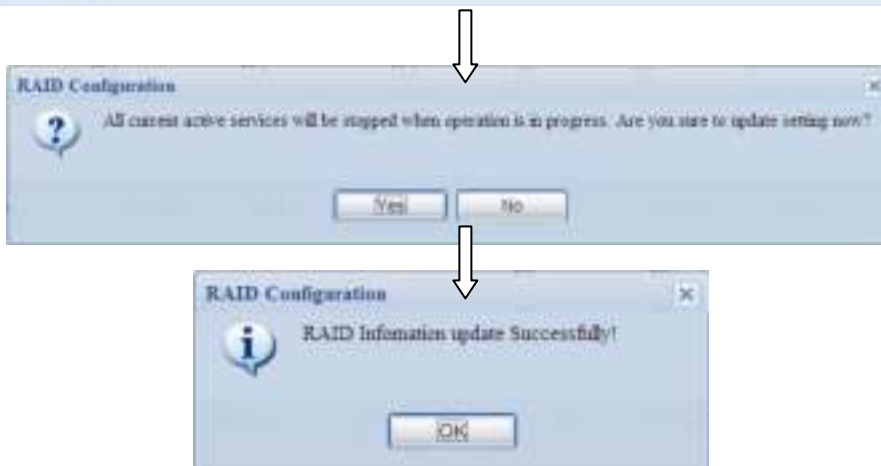 RAID Configuration
All current active services will be stopped when operation is in progress. Are you sure to update setting now?
Yes No
RAID Configuration
RAID Infomation update Successfully!
OK